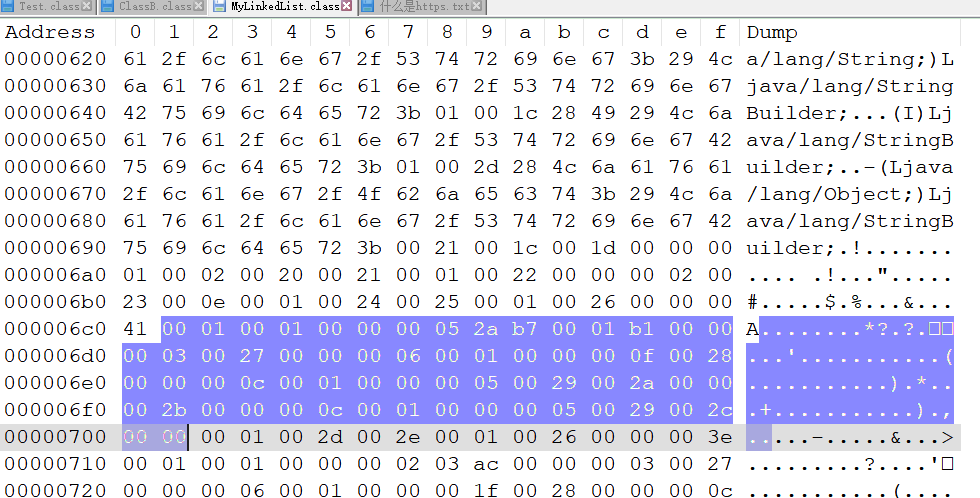 Test.class ClassB.class MyLinkedList.class 什么是https.txt
Address 0 1 2 3 4 5 6 7 8 9 a b c d e f Dump
00000620 61 2f 6c 61 6e 67 2f 53 74 72 69 6e 67 3b 29 4c a/lang/String;)L
00000630 6a 61 76 61 2f 6c 61 6e 67 2f 53 74 72 69 6e 67 java/lang/String
00000640 42 75 69 6c 64 65 72 3b 01 00 1c 28 49 29 4c 6a Builder;...(I)Lj
00000650 61 76 61 2f 6c 61 6e 67 2f 53 74 72 69 6e 67 42 ava/lang/StringB
00000660 75 69 6c 64 65 72 3b 01 00 2d 28 4c 6a 61 76 61 uilder;..-(Ljava
00000670 2f 6c 61 6e 67 2f 4f 62 6a 65 63 74 3b 29 4c 6a /lang/Object;)Lj
00000680 61 76 61 2f 6c 61 6e 67 2f 53 74 72 69 6e 67 42 ava/lang/StringB
00000690 75 69 6c 64 65 72 3b 00 21 00 1c 00 1d 00 00 00 uilder;.!.......
000006a0 01 00 02 00 20 00 21 00 01 00 22 00 00 00 02 00 .... .!...".....
000006b0 23 00 0e 00 01 00 24 00 25 00 01 00 26 00 00 00 #.....$.%...&...
000006c0 41 00 01 00 01 00 00 00 05 2a b7 00 01 b1 00 00 A........*?.?.□□
000006d0 00 03 00 27 00 00 00 06 00 01 00 00 00 0f 00 28 ...'...........(
000006e0 00 00 00 0c 00 01 00 00 00 05 00 29 00 2a 00 00 ...........).*..
000006f0 00 2b 00 00 00 0c 00 01 00 00 00 05 00 29 00 2c .+...........).,
00000700 00 00 00 01 00 2d 00 2e 00 01 00 26 00 00 00 3e .....-.....&...>
00000710 00 01 00 01 00 00 00 02 03 ac 00 00 00 03 00 27 .........?....'□
00000720 00 00 00 06 00 01 00 00 00 1f 00 28 00 00 00 0c ...........(....